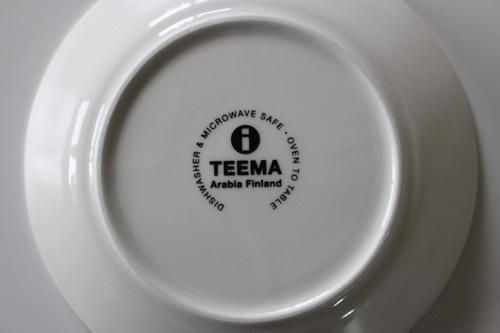 DISHWASHER & MICROWAVE SAFE · OVEN TO TABLE
i
TEEMA
Arabia Finland